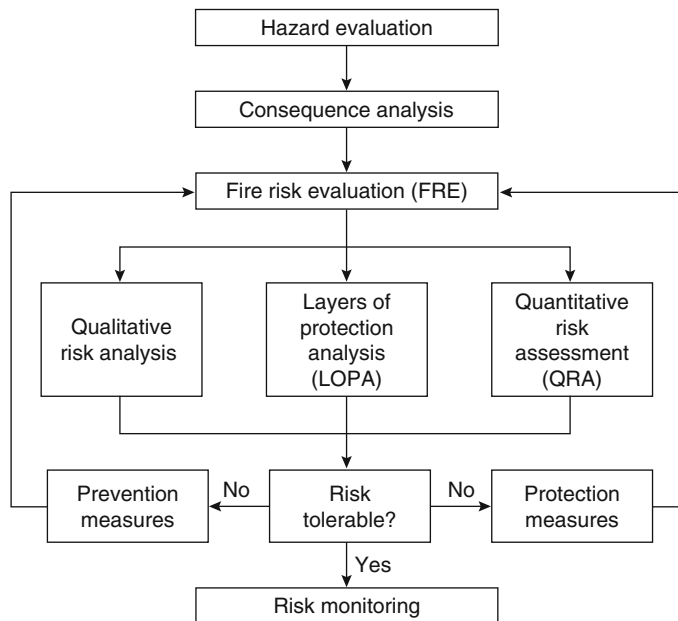 Hazard evaluation
Consequence analysis
Fire risk evaluation (FRE)
Qualitative
risk analysis
Layers of
protection
analysis
(LOPA)
Quantitative
risk
assessment
(QRA)
Prevention
measures
No
Risk
tolerable?
No
Protection
measures
Yes
Risk monitoring